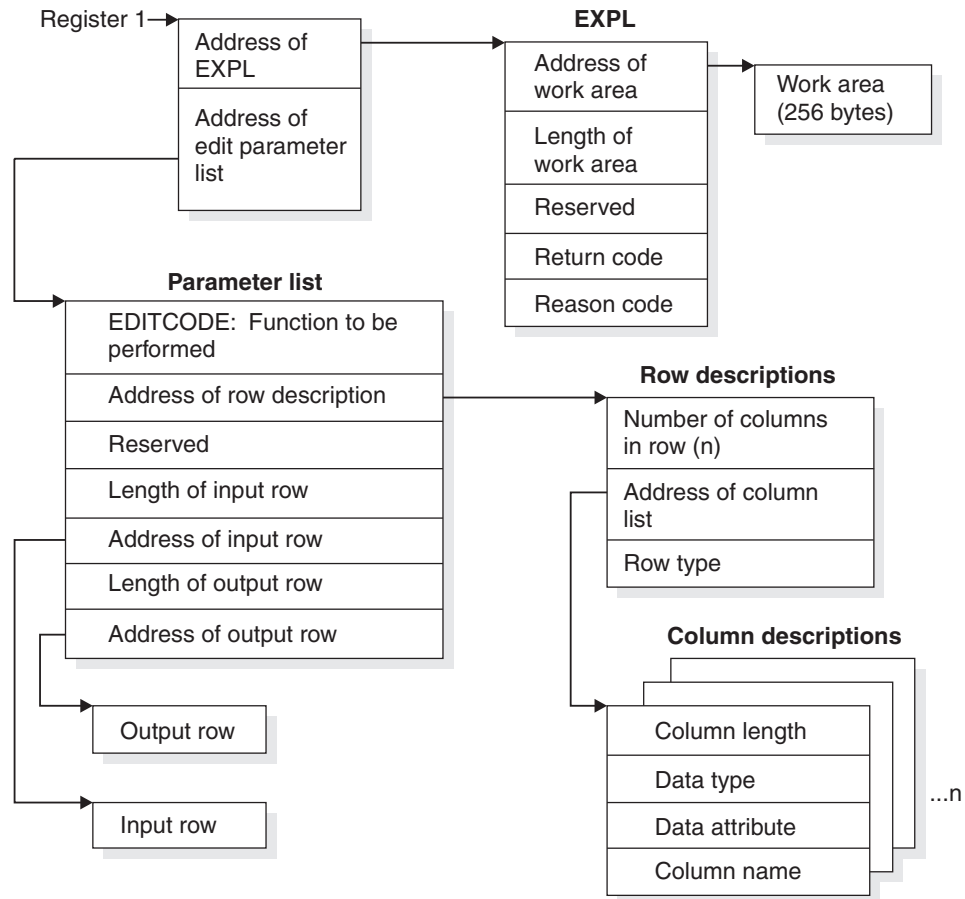 Register 1
Address of
EXPL
Address of
edit parameter
list
EXPL
Address of
work area
Length of
work area
Reserved
Return code
Reason code
Work area
(256 bytes)
Parameter list
EDITCODE: Function to be
performed
Address of row description
Reserved
Length of input row
Address of input row
Length of output row
Address of output row
Row descriptions
Number of columns
in row (n)
Address of column
list
Row type
Column descriptions
Column length
Data type
Data attribute
Column name
...n
Output row
Input row